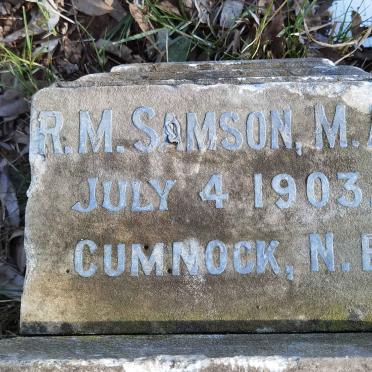 R. M. SAMSON, M. A
JULY 4 1903.
CUMNOCK, N. B